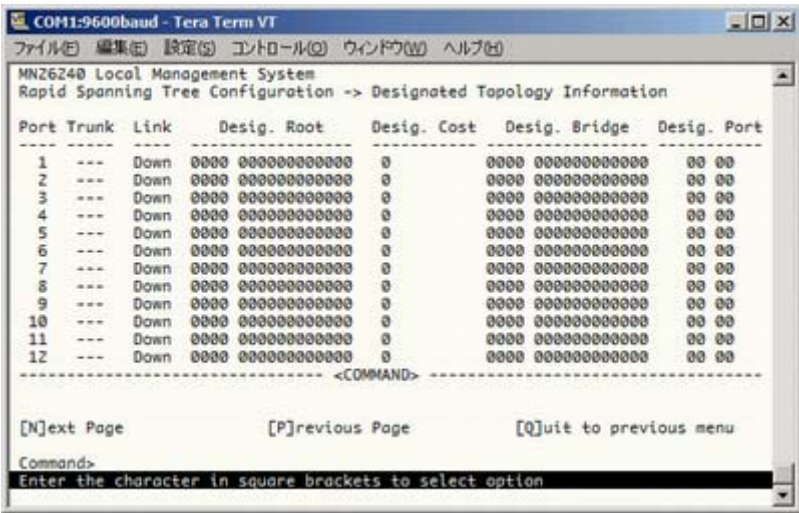 COM1:9600baud - Tera Term VT
ファイル(F) 編集(E) 設定(S) コントロール(O) ウィンドウ(W) ヘルプ(H)
MN26240 Local Management System
Rapid Spanning Tree Configuration -> Designated Topology Information
Port Trunk Link Desig. Root Desig. Cost Desig. Bridge Desig. Port
---- ----- ---- ----------------- ----------- ----------------- -----------
1 --- Down 0000 000000000000 0 0000 000000000000 00 00
2 --- Down 0000 000000000000 0 0000 000000000000 00 00
3 --- Down 0000 000000000000 0 0000 000000000000 00 00
4 --- Down 0000 000000000000 0 0000 000000000000 00 00
5 --- Down 0000 000000000000 0 0000 000000000000 00 00
6 --- Down 0000 000000000000 0 0000 000000000000 00 00
7 --- Down 0000 000000000000 0 0000 000000000000 00 00
8 --- Down 0000 000000000000 0 0000 000000000000 00 00
9 --- Down 0000 000000000000 0 0000 000000000000 00 00
10 --- Down 0000 000000000000 0 0000 000000000000 00 00
11 --- Down 0000 000000000000 0 0000 000000000000 00 00
12 --- Down 0000 000000000000 0 0000 000000000000 00 00
-------------------------------- <COMMAND> -----------------------------------
[N]ext Page [P]revious Page [Q]uit to previous menu
Command>
Enter the character in square brackets to select option